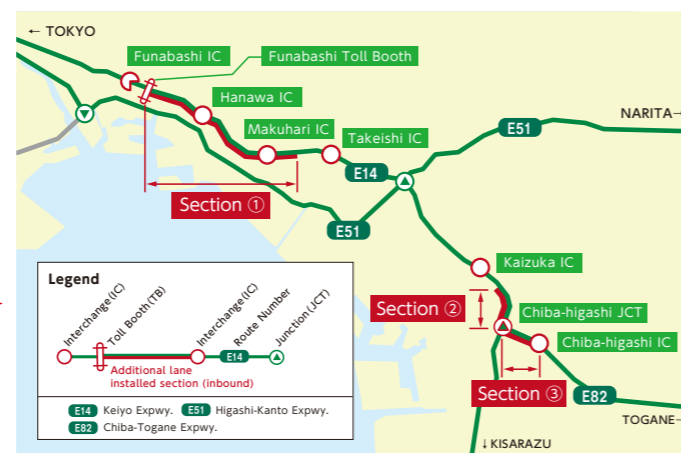 ← TOKYO
Funabashi IC
Funabashi Toll Booth
Hanawa IC
Makuhari IC
Takeishi IC
NARITA→
E51
E14
Section ①
E51
Kaizuka IC
Section ②
Chiba-higashi JCT
Chiba-higashi IC
Section ③
E82
TOGANE→
↓KISARAZU
Legend
Interchange(IC)
Toll Booth(TB)
Interchange(IC)
Route Number
Junction(JCT)
E14
Additional lane
installed section (inbound)
E14 Keiyo Expwy. E51 Higashi-Kanto Expwy.
E82 Chiba-Togane Expwy.